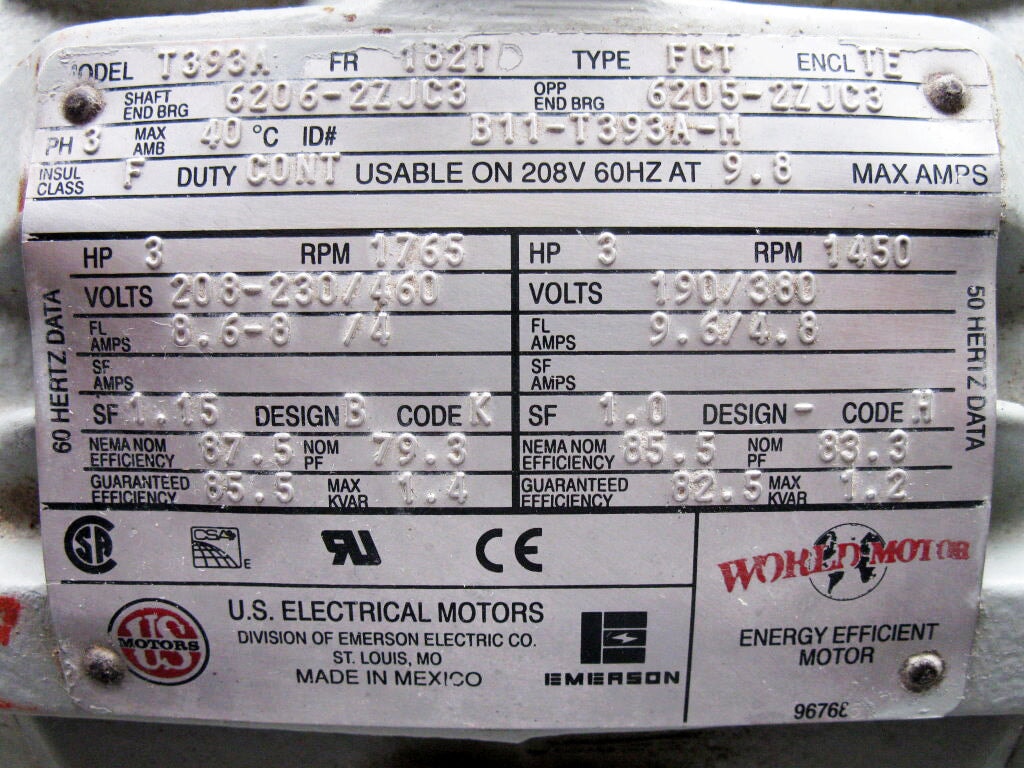 MODEL T393A FR 182TD TYPE FCT ENCL TE
SHAFT END BRG 6206-2ZJC3 OPP END BRG 6205-2ZJC3
PH 3 MAX AMB 40 °C ID# B11-T393A-M
INSUL CLASS F DUTY CONT USABLE ON 208V 60HZ AT 9.8 MAX AMPS
60 HERTZ DATA
HP 3 RPM 1765
VOLTS 208-230/460
FL AMPS 8.6-8 /4
SF AMPS
SF 1.15 DESIGN B CODE K
NEMA NOM EFFICIENCY 87.5 NOM PF 79.3
GUARANTEED EFFICIENCY 85.5 MAX KVAR 1.4
50 HERTZ DATA
HP 3 RPM 1450
VOLTS 190/380
FL AMPS 9.6/4.8
SF AMPS
SF 1.0 DESIGN - CODE H
NEMA NOM EFFICIENCY 85.5 NOM PF 83.3
GUARANTEED EFFICIENCY 82.5 MAX KVAR 1.2
CSA CSA E RU CE
US MOTORS
U.S. ELECTRICAL MOTORS
DIVISION OF EMERSON ELECTRIC CO.
ST. LOUIS, MO
MADE IN MEXICO
EMERSON
WORLD MOTOR
ENERGY EFFICIENT
MOTOR